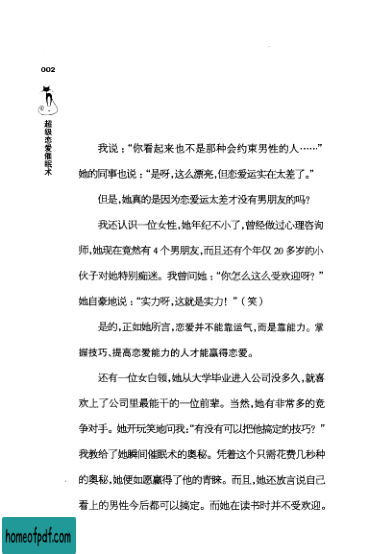 002
超级恋爱催眠术
我说：“你看起来也不是那种会约束男性的人……”
她的同事也说：“是呀，这么漂亮，但恋爱运实在太差了。”
但是，她真的是因为恋爱运太差才没有男朋友的吗？
我还认识一位女性，她年纪不小了，曾经做过心理咨询
师，她现在竟然有 4 个男朋友，而且还有个年仅 20 多岁的小
伙子对她特别痴迷。我曾问她：“你怎么这么受欢迎呀？”
她自豪地说：“实力呀，这就是实力！”（笑）
是的，正如她所言，恋爱并不能靠运气，而是靠能力。掌
握技巧、提高恋爱能力的人才能赢得恋爱。
还有一位女白领，她从大学毕业进入公司没多久，就喜
欢上了公司里最能干的一位前辈。当然，她有非常多的竞
争对手。她开玩笑地问我：“有没有可以把他搞定的技巧？”
我教给了她瞬间催眠术的奥秘。凭着这个只需花费几秒种
的奥秘，她便如愿赢得了他的青睐。而且，她还放言说自己
看上的男性今后都可以搞定。而她在读书时并不受欢迎。
homeofpdf.com